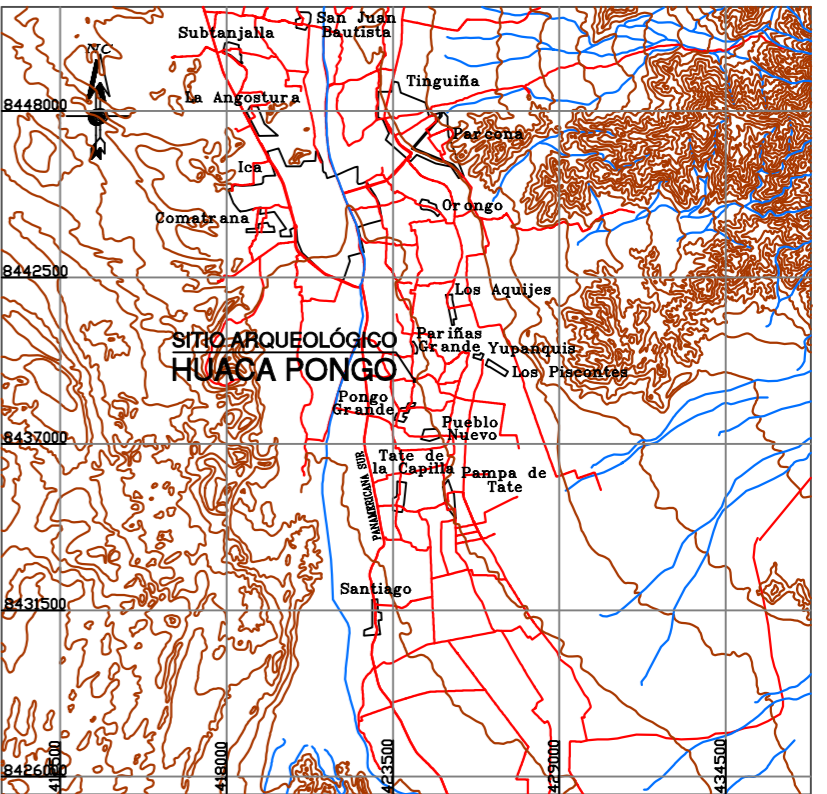 San Juan
Bautista
Subtanjalla
NC
Tinguiña
La Angostura
8448000
Parcona
Ica
Orongo
Comatrana
8442500
Los Aquijes
SITIO ARQUEOLÓGICO
HUACA PONGO
Pariñas
Grande
Yupanquis
Los Piscontes
Pongo
Grande
Pueblo
Nuevo
8437000
Tate de
la Capilla
PANAMERICANA SUR
Pampa de
Tate
Santiago
8431500
418000
423500
429000
434500
8426000